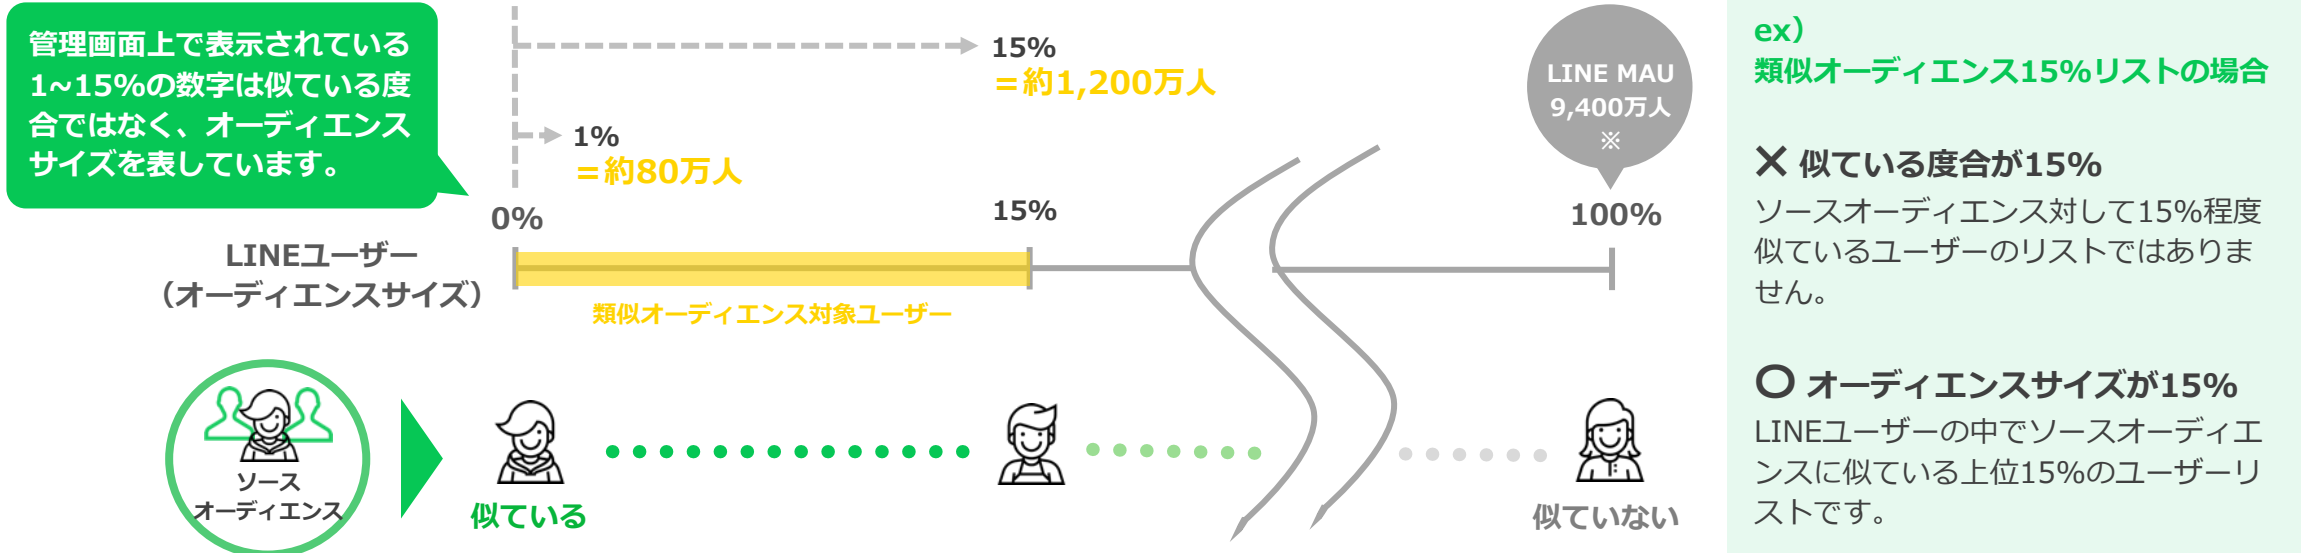 管理画面上で表示されている
1~15%の数字は似ている度
合ではなく、オーディエンス
サイズを表しています。
15%
＝約1,200万人
1%
＝約80万人
LINE MAU
9,400万人
※
0%
15%
100%
LINEユーザー
（オーディエンスサイズ）
類似オーディエンス対象ユーザー
ソース
オーディエンス
似ている
似ていない
ex）
類似オーディエンス15%リストの場合
✕ 似ている度合が15%
ソースオーディエンス対して15%程度
似ているユーザーのリストではありま
せん。
〇 オーディエンスサイズが15%
LINEユーザーの中でソースオーディエ
ンスに似ている上位15%のユーザーリ
ストです。